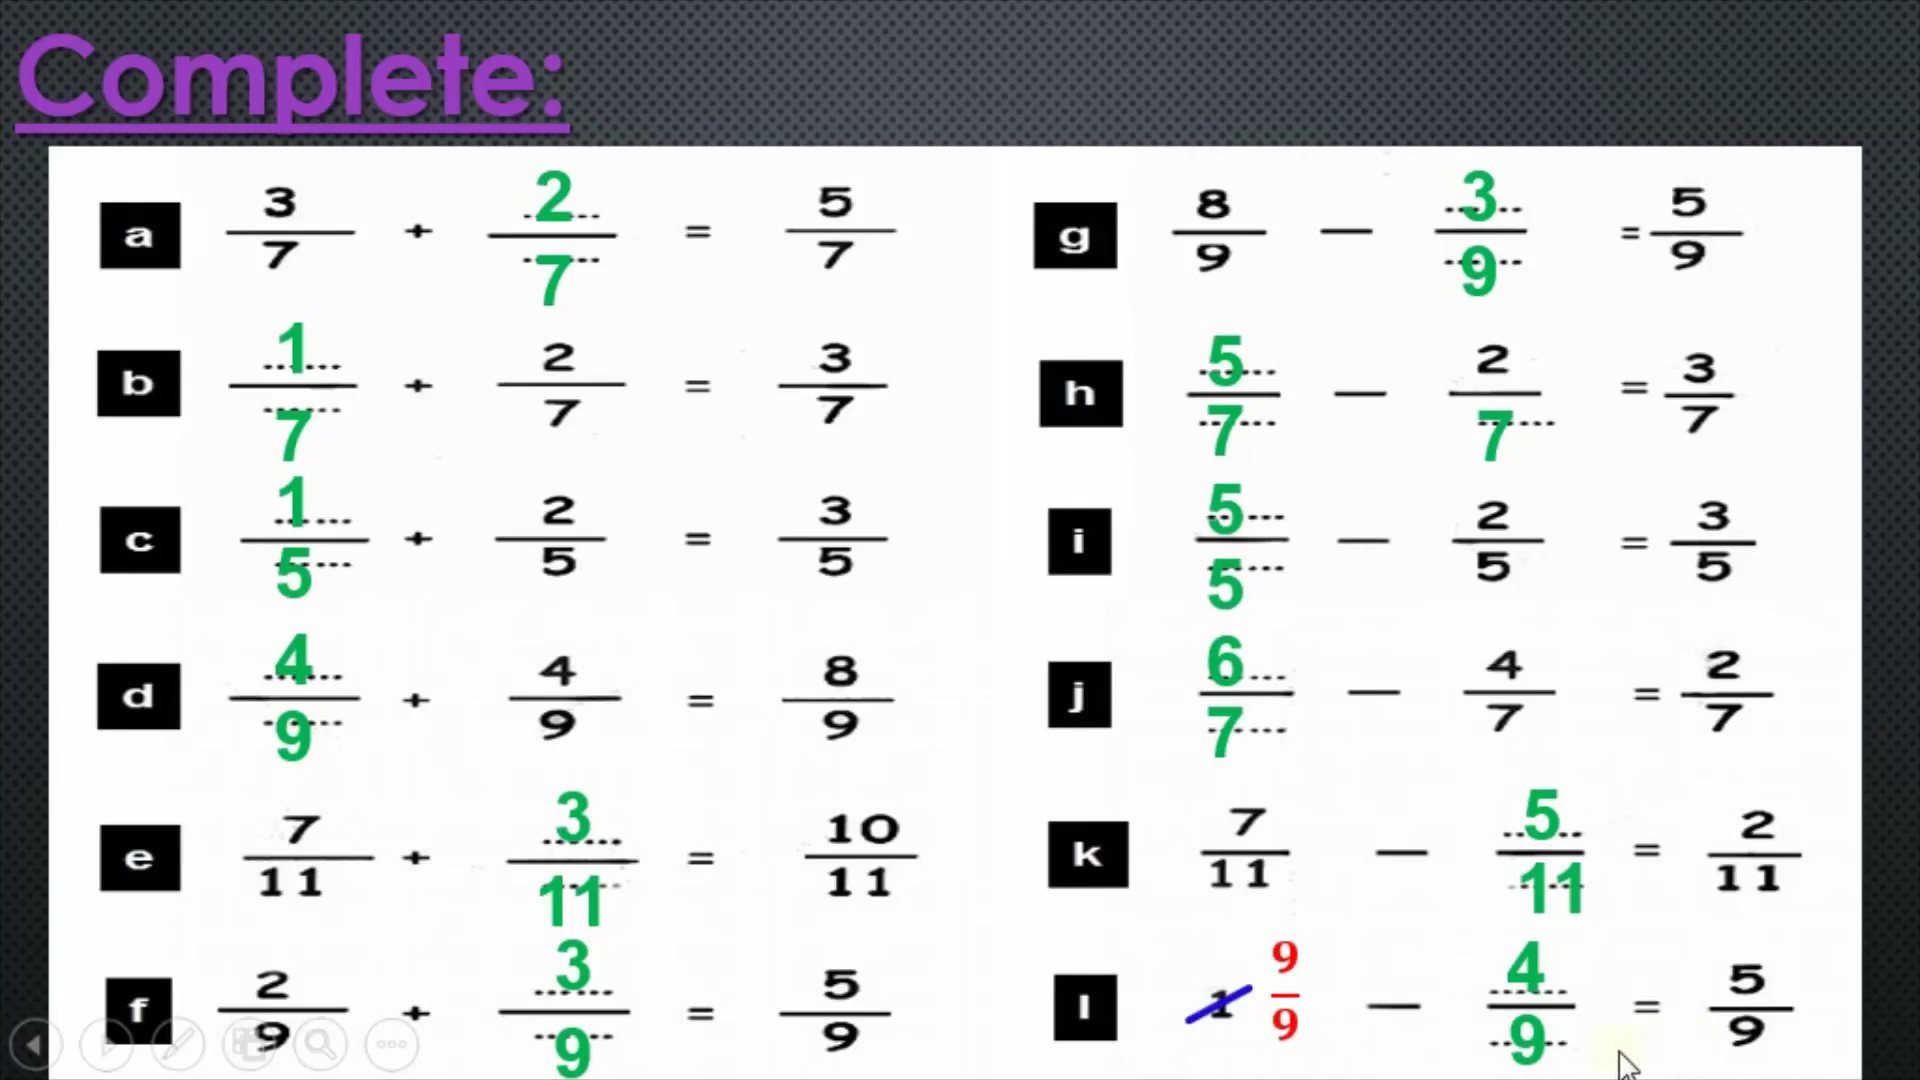 Complete:
a 3/7 + 2/7 = 5/7
b 1/7 + 2/7 = 3/7
c 1/5 + 2/5 = 3/5
d 4/9 + 4/9 = 8/9
e 7/11 + 3/11 = 10/11
f 2/9 + 3/9 = 5/9
g 8/9 — 3/9 = 5/9
h 5/7 — 2/7 = 3/7
i 5/5 — 2/5 = 3/5
j 6/7 — 4/7 = 2/7
k 7/11 — 5/11 = 2/11
l 1 9/9 — 4/9 = 5/9